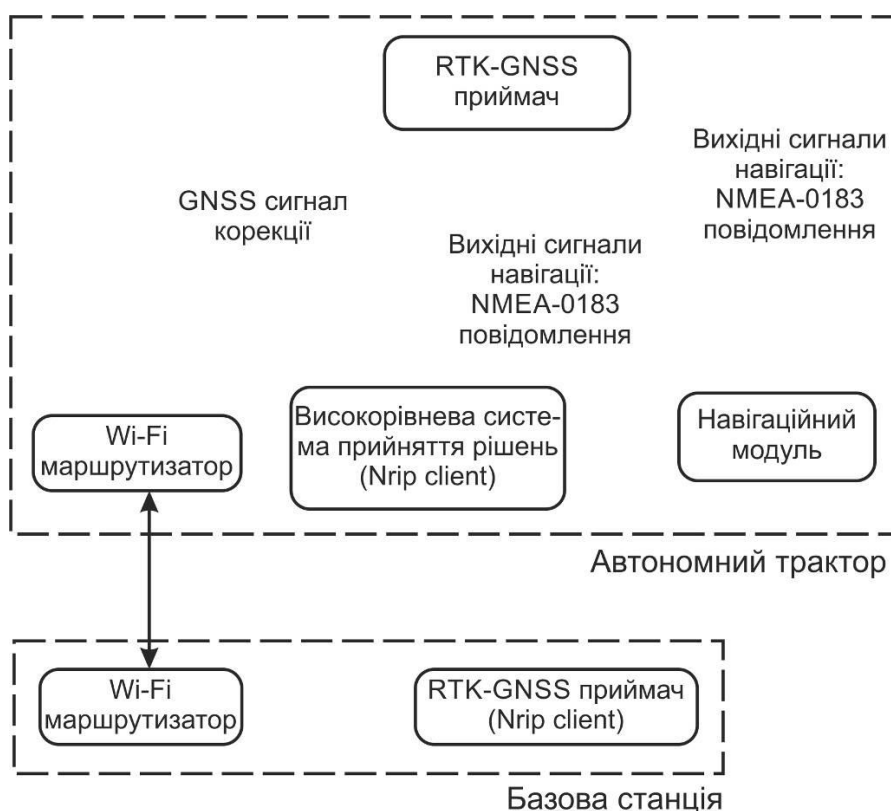 RTK-GNSS
приймач
Вихідні сигнали
навігації:
NMEA-0183
повідомлення
GNSS сигнал
корекції
Вихідні сигнали
навігації:
NMEA-0183
повідомлення
Wi-Fi
маршрутизатор
Високорівнева систе-
ма прийняття рішень
(Nrip client)
Навігаційний
модуль
Автономний трактор
Wi-Fi
маршрутизатор
RTK-GNSS приймач
(Nrip client)
Базова станція